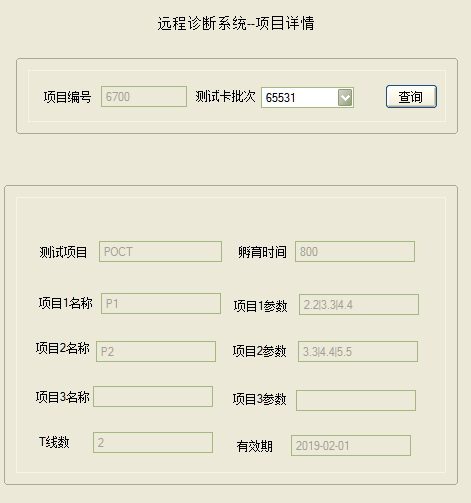 远程诊断系统--项目详情
项目编号 6700 测试卡批次 65531 查询
测试项目 POCT 孵育时间 800
项目1名称 P1 项目1参数 2.2|3.3|4.4
项目2名称 P2 项目2参数 3.3|4.4|5.5
项目3名称 项目3参数
T线数 2 有效期 2019-02-01